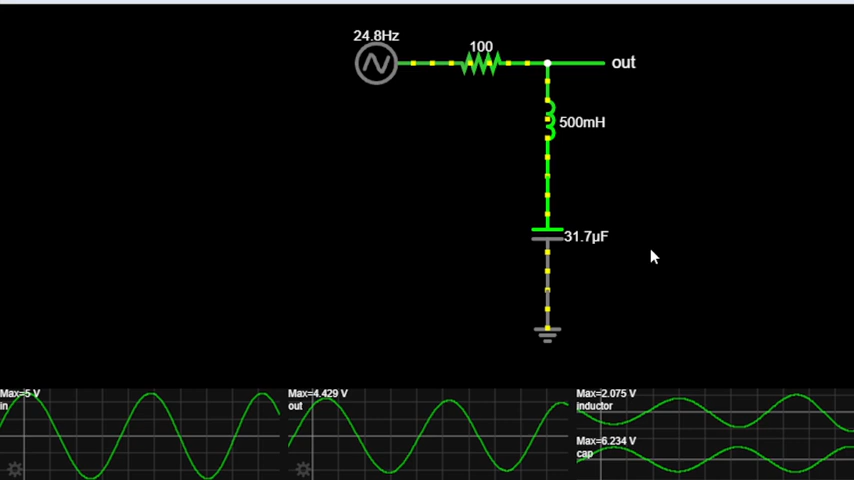 24.8Hz
100
out
500mH
31.7µF
Max=5 V
in
Max=4.429 V
out
Max=2.075 V
inductor
Max=6.234 V
cap